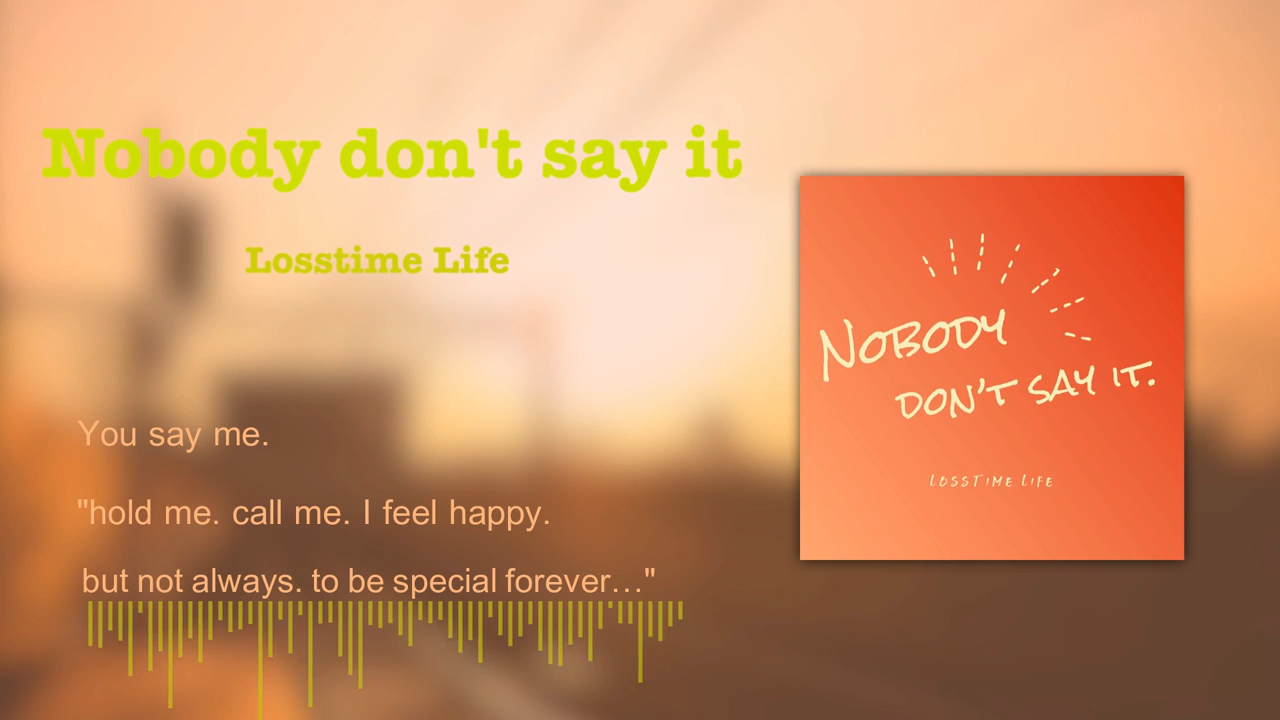 Nobody don't say it
Losstime Life
You say me.
"hold me. call me. I feel happy.
but not always. to be special forever…"
NOBODY
DON'T SAY IT.
LOSSTIME LIFE